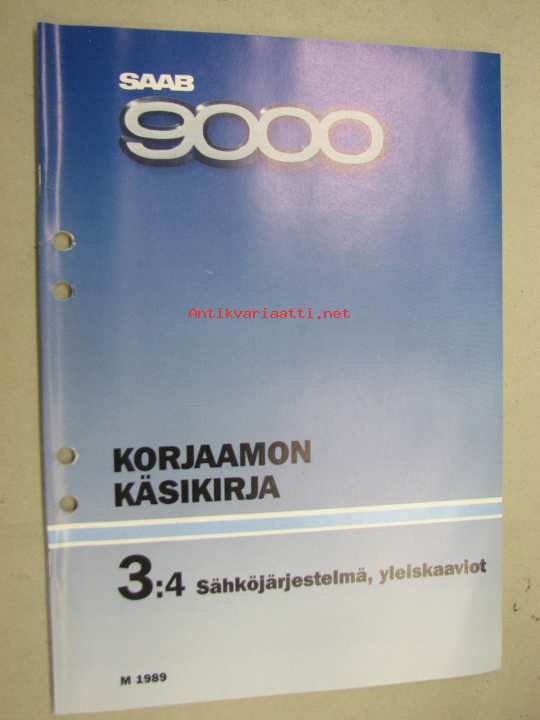 SAAB
9000
Antikvariaatti.net
KORJAAMON
KÄSIKIRJA
3:4 Sähköjärjestelmä, yleiskaaviot
M 1989